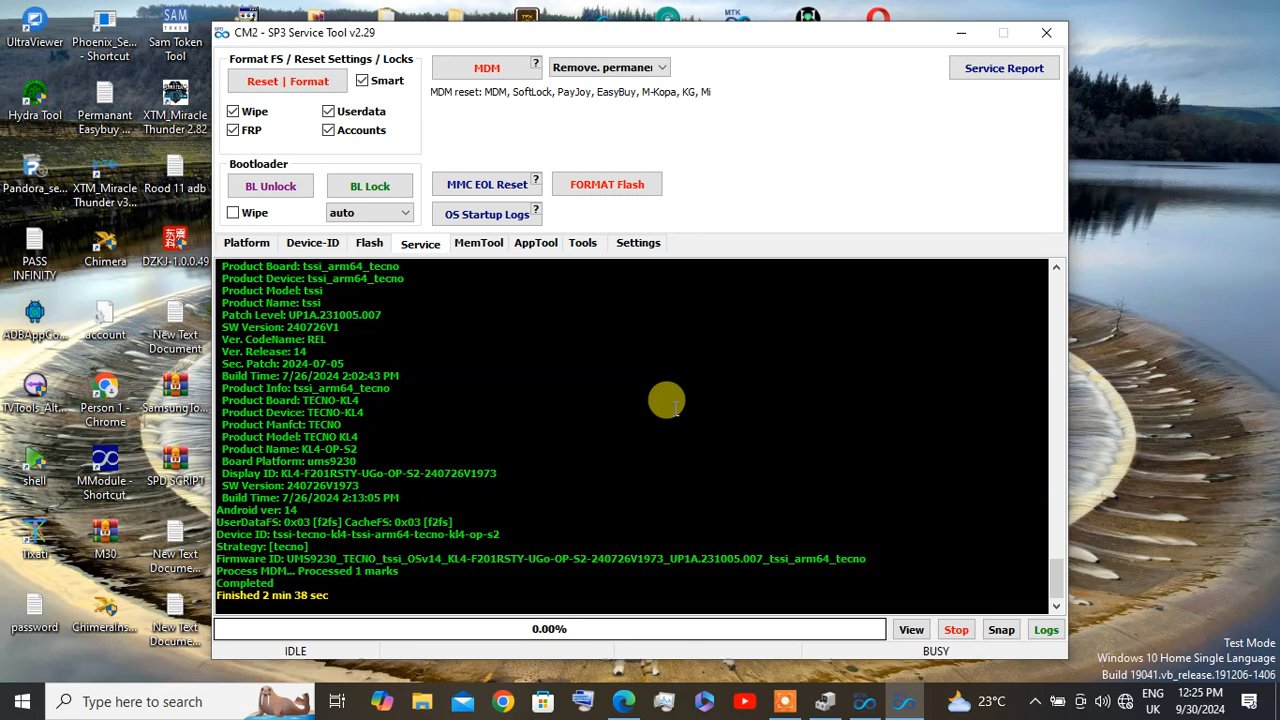 UltraViewer
Phoenix_Se...
- Shortcut
Sam Token
Tool
Hydra Tool
Permanant
Easybuy ...
XTM_Miracle
Thunder 2.82
Pandora_se...
XTM_Miracle
Thunder v3...
Rood 11 adb
PASS
INFINITY
Chimera
DZKJ-1.0.0.49
ADBAppCo...
account
New Text
Document
TVTools_Alt...
Person 1 -
Chrome
SamsungTo...
shell
MModule -
Shortcut
SPD SCRIPT
Tixati
M30
New Text
Docume...
password
ChimeraIns...
New Text
Docume...
SAM
TOKEN
MTK
CM2 - SP3 Service Tool v2.29
Format FS / Reset Settings / Locks
Reset | Format
Smart
Wipe
Userdata
FRP
Accounts
MDM
?
Remove. permaner
Service Report
MDM reset: MDM, SoftLock, PayJoy, EasyBuy, M-Kopa, KG, Mi
Bootloader
BL Unlock
BL Lock
Wipe
auto
MMC EOL Reset
?
FORMAT Flash
OS Startup Logs
?
Platform
Device-ID
Flash
Service
MemTool
AppTool
Tools
Settings
Product Board: tssi_arm64_tecno
Product Device: tssi_arm64_tecno
Product Model: tssi
Product Name: tssi
Patch Level: UP1A.231005.007
SW Version: 240726V1
Ver. CodeName: REL
Ver. Release: 14
Sec. Patch: 2024-07-05
Build Time: 7/26/2024 2:02:43 PM
Product Info: tssi_arm64_tecno
Product Board: TECNO-KL4
Product Device: TECNO-KL4
Product Manfct: TECNO
Product Model: TECNO KL4
Product Name: KL4-OP-S2
Board Platform: ums9230
Display ID: KL4-F201RSTY-UGo-OP-S2-240726V1973
SW Version: 240726V1973
Build Time: 7/26/2024 2:13:05 PM
Android ver: 14
UserDataFS: 0x03 [f2fs] CacheFS: 0x03 [f2fs]
Device ID: tssi-tecno-kl4-tssi-arm64-tecno-kl4-op-s2
Strategy: [tecno]
Firmware ID: UMS9230_TECNO_tssi_OSv14_KL4-F201RSTY-UGo-OP-S2-240726V1973_UP1A.231005.007_tssi_arm64_tecno
Process MDM... Processed 1 marks
Completed
Finished 2 min 38 sec
0.00%
View
Stop
Snap
Logs
IDLE
BUSY
Test Mode
Windows 10 Home Single Language
Build 19041.vb_release.191206-1406
Type here to search
23°C
ENG
UK
12:25 PM
9/30/2024